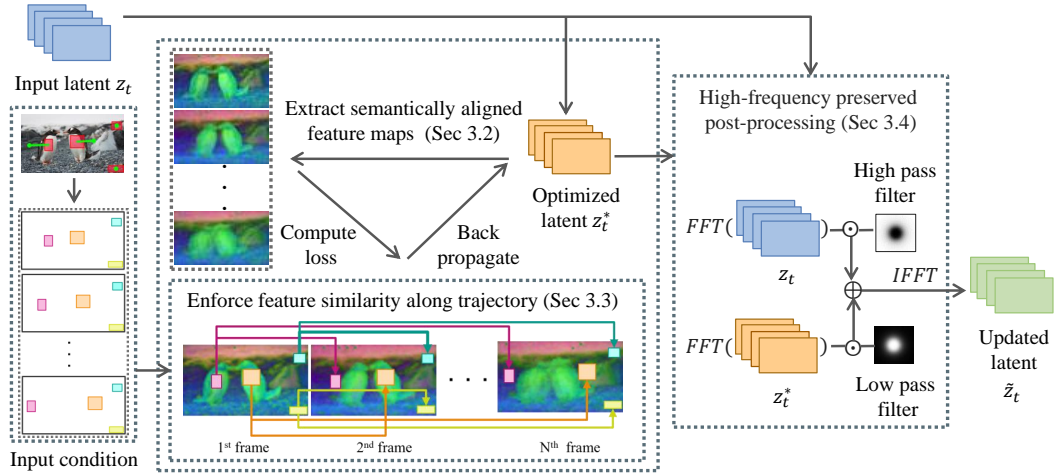 Input latent z_t
Input condition
Extract semantically aligned
feature maps (Sec 3.2)
Compute
loss
Back
propagate
Optimized
latent z_t^*
Enforce feature similarity along trajectory (Sec 3.3)
1st frame
2nd frame
Nth frame
High-frequency preserved
post-processing (Sec 3.4)
High pass
filter
FFT( )
z_t
IFFT
FFT( )
z_t^*
Low pass
filter
Updated
latent
z̃_t